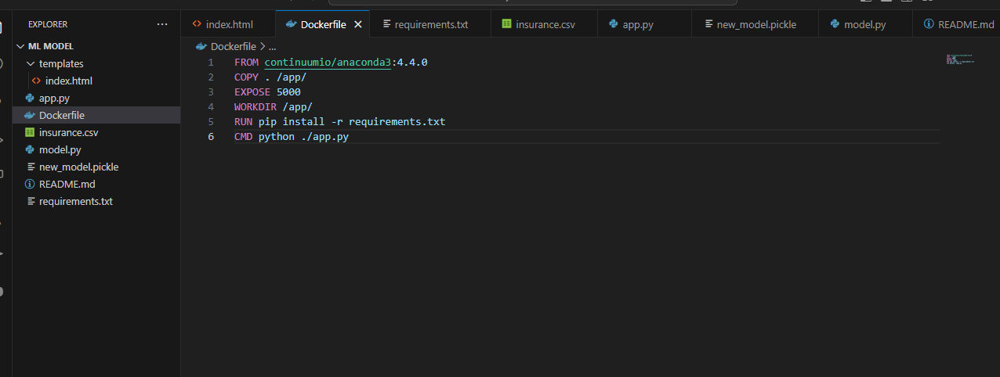 EXPLORER ...
index.html Dockerfile requirements.txt insurance.csv app.py new_model.pickle model.py README.md
ML MODEL
templates
index.html
app.py
Dockerfile
insurance.csv
model.py
new_model.pickle
README.md
requirements.txt
Dockerfile > ...
1 FROM continuumio/anaconda3:4.4.0
2 COPY . /app/
3 EXPOSE 5000
4 WORKDIR /app/
5 RUN pip install -r requirements.txt
6 CMD python ./app.py